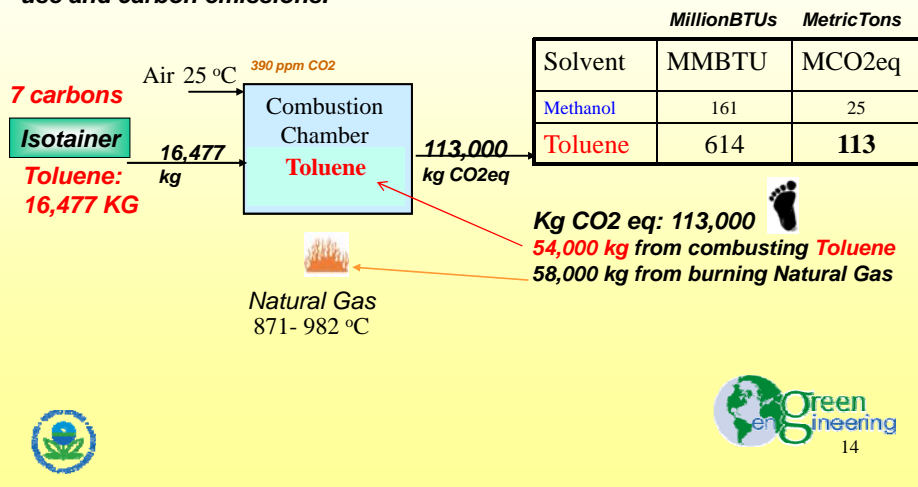 MillionBTUs MetricTons
Solvent MMBTU MCO2eq
Methanol 161 25
Toluene 614 113
Air 25 °C
390 ppm CO2
7 carbons
Isotainer
Toluene:
16,477 KG
16,477
kg
Combustion
Chamber
Toluene
113,000
kg CO2eq
Kg CO2 eq: 113,000
54,000 kg from combusting Toluene
58,000 kg from burning Natural Gas
Natural Gas
871- 982 °C
Green
engineering
14